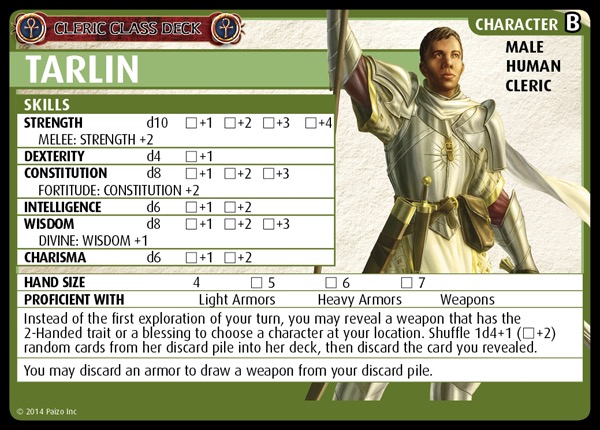 CLERIC CLASS DECK
CHARACTER B
TARLIN
MALE
HUMAN
CLERIC
SKILLS
STRENGTH d10 □+1 □+2 □+3 □+4
MELEE: STRENGTH +2
DEXTERITY d4 □+1
CONSTITUTION d8 □+1 □+2 □+3
FORTITUDE: CONSTITUTION +2
INTELLIGENCE d6 □+1 □+2
WISDOM d8 □+1 □+2 □+3
DIVINE: WISDOM +1
CHARISMA d6 □+1 □+2
HAND SIZE 4 □ 5 □ 6 □ 7
PROFICIENT WITH Light Armors Heavy Armors Weapons
Instead of the first exploration of your turn, you may reveal a weapon that has the
2-Handed trait or a blessing to choose a character at your location. Shuffle 1d4+1 (□+2)
random cards from her discard pile into her deck, then discard the card you revealed.
You may discard an armor to draw a weapon from your discard pile.
© 2014 Paizo Inc